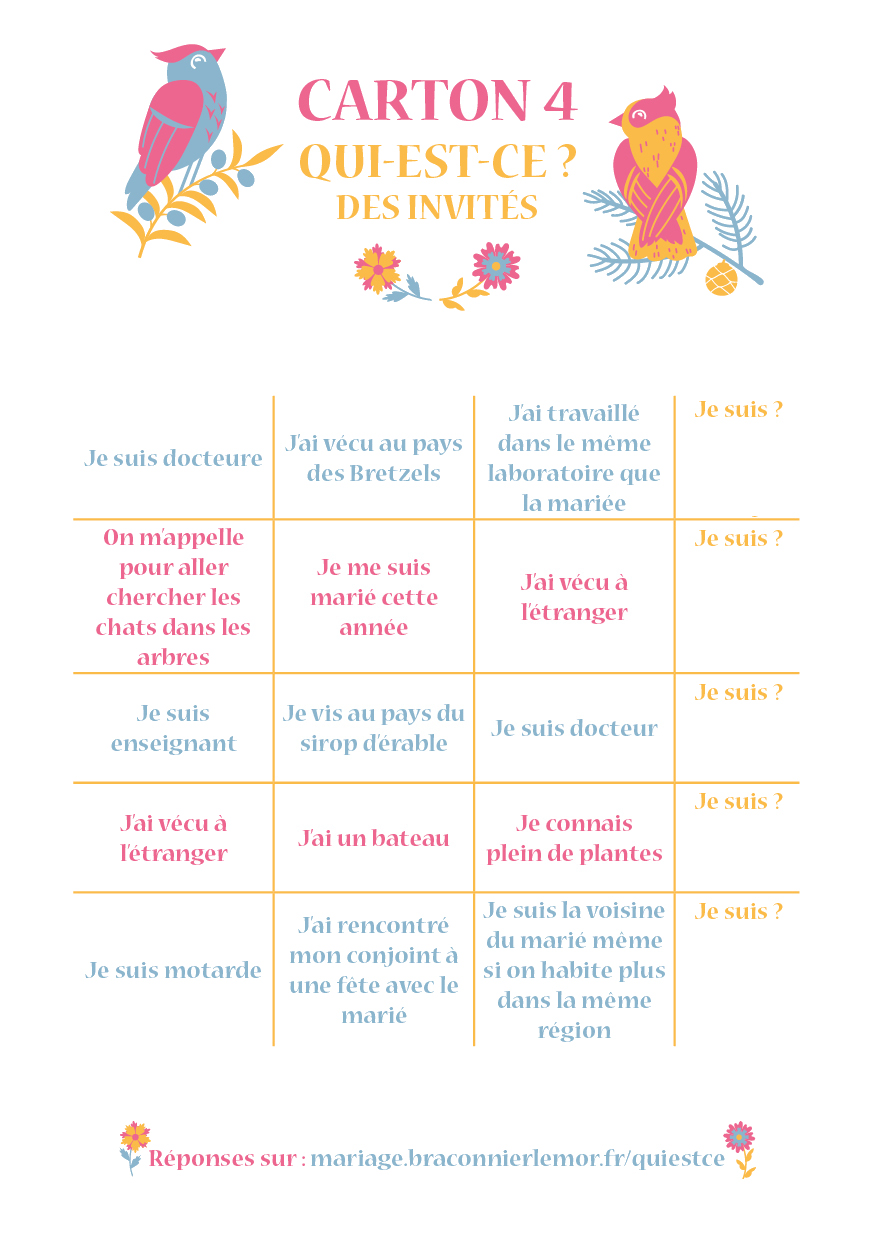 CARTON 4
QUI-EST-CE ?
DES INVITÉS
Je suis docteure
J'ai vécu au pays
des Bretzels
J'ai travaillé
dans le même
laboratoire que
la mariée
Je suis ?
On m'appelle
pour aller
chercher les
chats dans les
arbres
Je me suis
marié cette
année
J'ai vécu à
l'étranger
Je suis ?
Je suis
enseignant
Je vis au pays du
sirop d'érable
Je suis docteur
Je suis ?
J'ai vécu à
l'étranger
J'ai un bateau
Je connais
plein de plantes
Je suis ?
Je suis motarde
J'ai rencontré
mon conjoint à
une fête avec le
marié
Je suis la voisine
du marié même
si on habite plus
dans la même
région
Je suis ?
Réponses sur : mariage.braconnierlemor.fr/quiestce